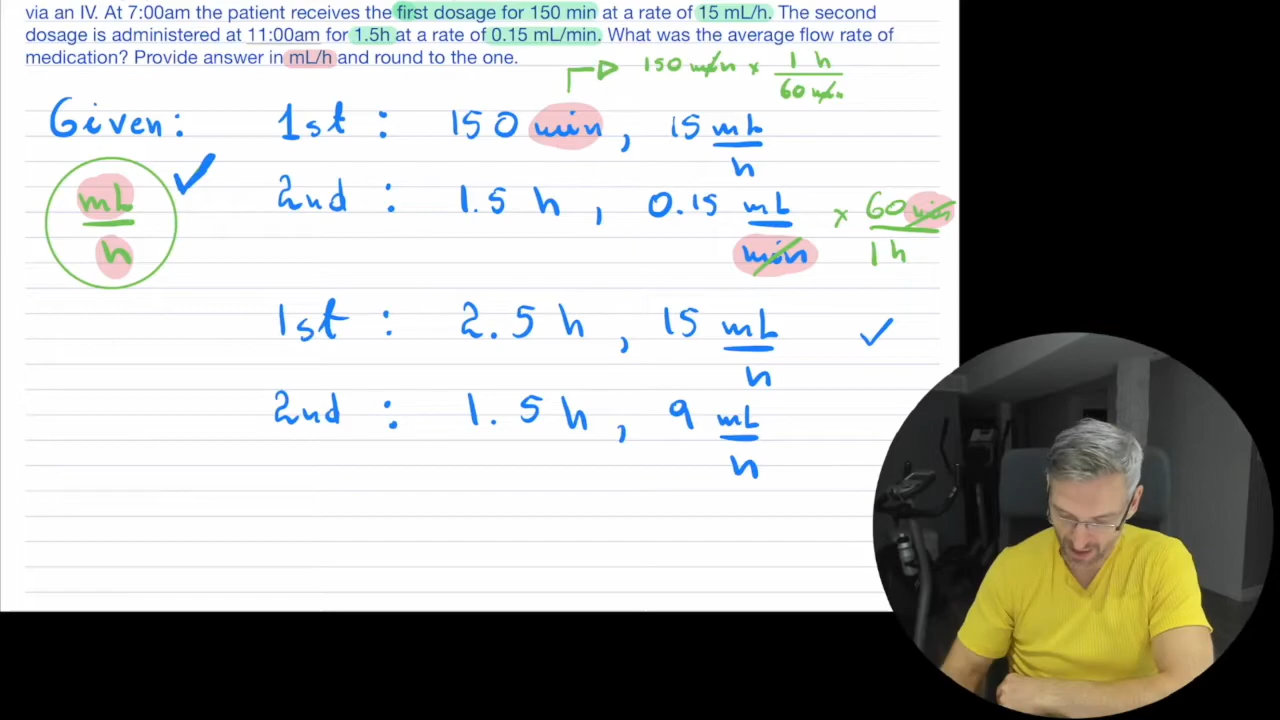 via an IV. At 7:00am the patient receives the first dosage for 150 min at a rate of 15 mL/h. The second
dosage is administered at 11:00am for 1.5h at a rate of 0.15 mL/min. What was the average flow rate of
medication? Provide answer in mL/h and round to the one.
150 min × 1 h / 60 min
Given: 1st : 150 min, 15 mL/h
mL/h
2nd : 1.5 h, 0.15 mL/min × 60 min / 1 h
1st : 2.5 h, 15 mL/h
2nd : 1.5 h, 9 mL/h